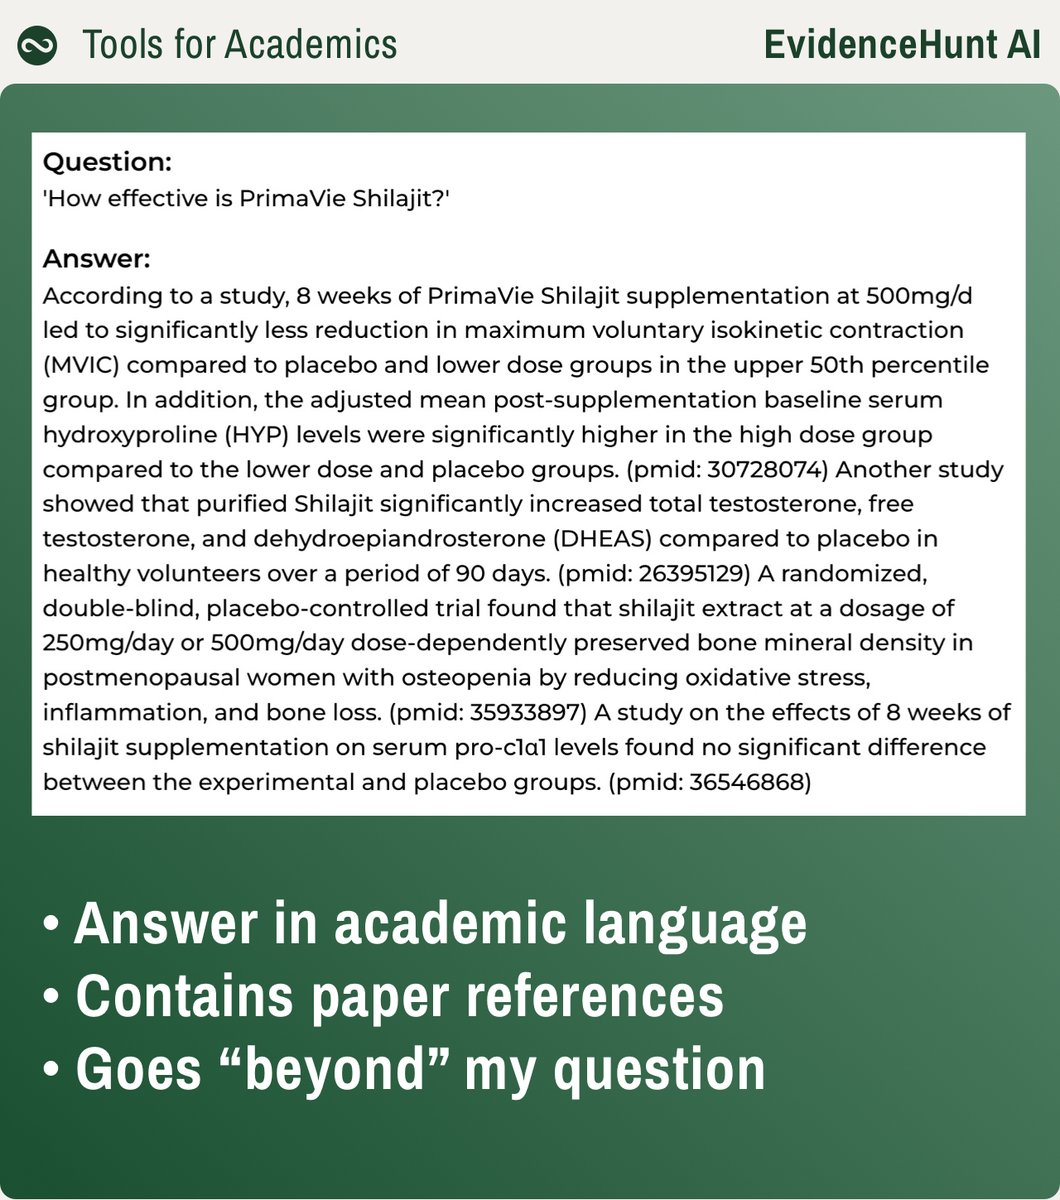 Tools for Academics
EvidenceHunt AI
Question:
'How effective is PrimaVie Shilajit?'
Answer:
According to a study, 8 weeks of PrimaVie Shilajit supplementation at 500mg/d
led to significantly less reduction in maximum voluntary isokinetic contraction
(MVIC) compared to placebo and lower dose groups in the upper 50th percentile
group. In addition, the adjusted mean post-supplementation baseline serum
hydroxyproline (HYP) levels were significantly higher in the high dose group
compared to the lower dose and placebo groups. (pmid: 30728074) Another study
showed that purified Shilajit significantly increased total testosterone, free
testosterone, and dehydroepiandrosterone (DHEAS) compared to placebo in
healthy volunteers over a period of 90 days. (pmid: 26395129) A randomized,
double-blind, placebo-controlled trial found that shilajit extract at a dosage of
250mg/day or 500mg/day dose-dependently preserved bone mineral density in
postmenopausal women with osteopenia by reducing oxidative stress,
inflammation, and bone loss. (pmid: 35933897) A study on the effects of 8 weeks of
shilajit supplementation on serum pro-c1α1 levels found no significant difference
between the experimental and placebo groups. (pmid: 36546868)
• Answer in academic language
• Contains paper references
• Goes “beyond” my question